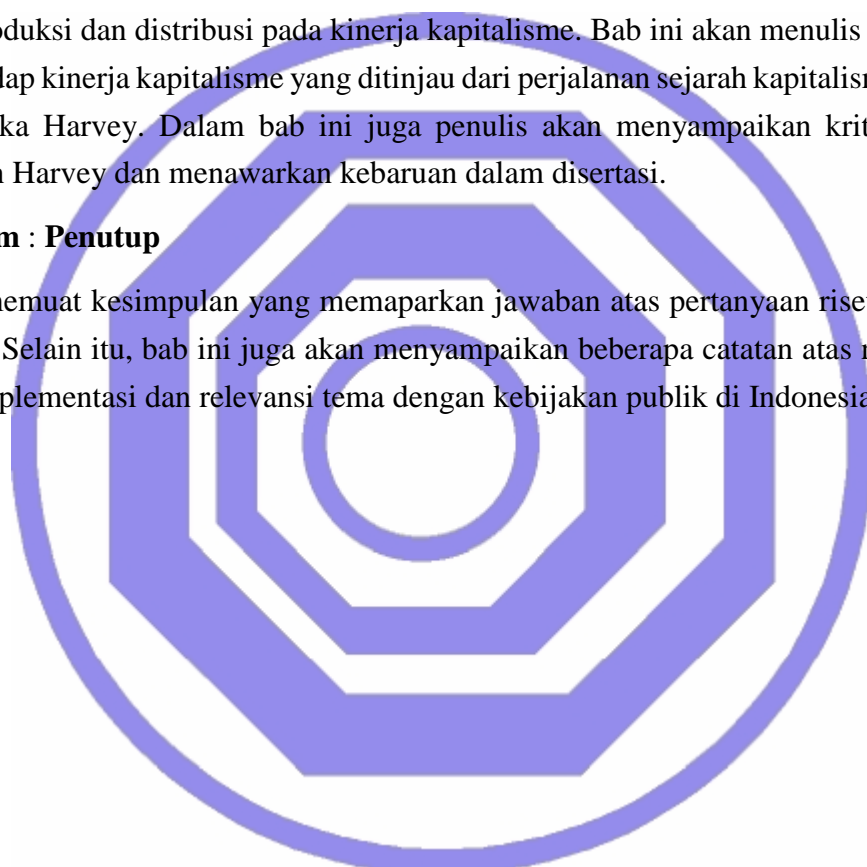 oduksi dan distribusi pada kinerja kapitalisme. Bab ini akan menulis
dap kinerja kapitalisme yang ditinjau dari perjalanan sejarah kapitalism
ka Harvey. Dalam bab ini juga penulis akan menyampaikan krit
n Harvey dan menawarkan kebaruan dalam disertasi.
m : Penutup
nemuat kesimpulan yang memaparkan jawaban atas pertanyaan rise
Selain itu, bab ini juga akan menyampaikan beberapa catatan atas r
plementasi dan relevansi tema dengan kebijakan publik di Indonesia